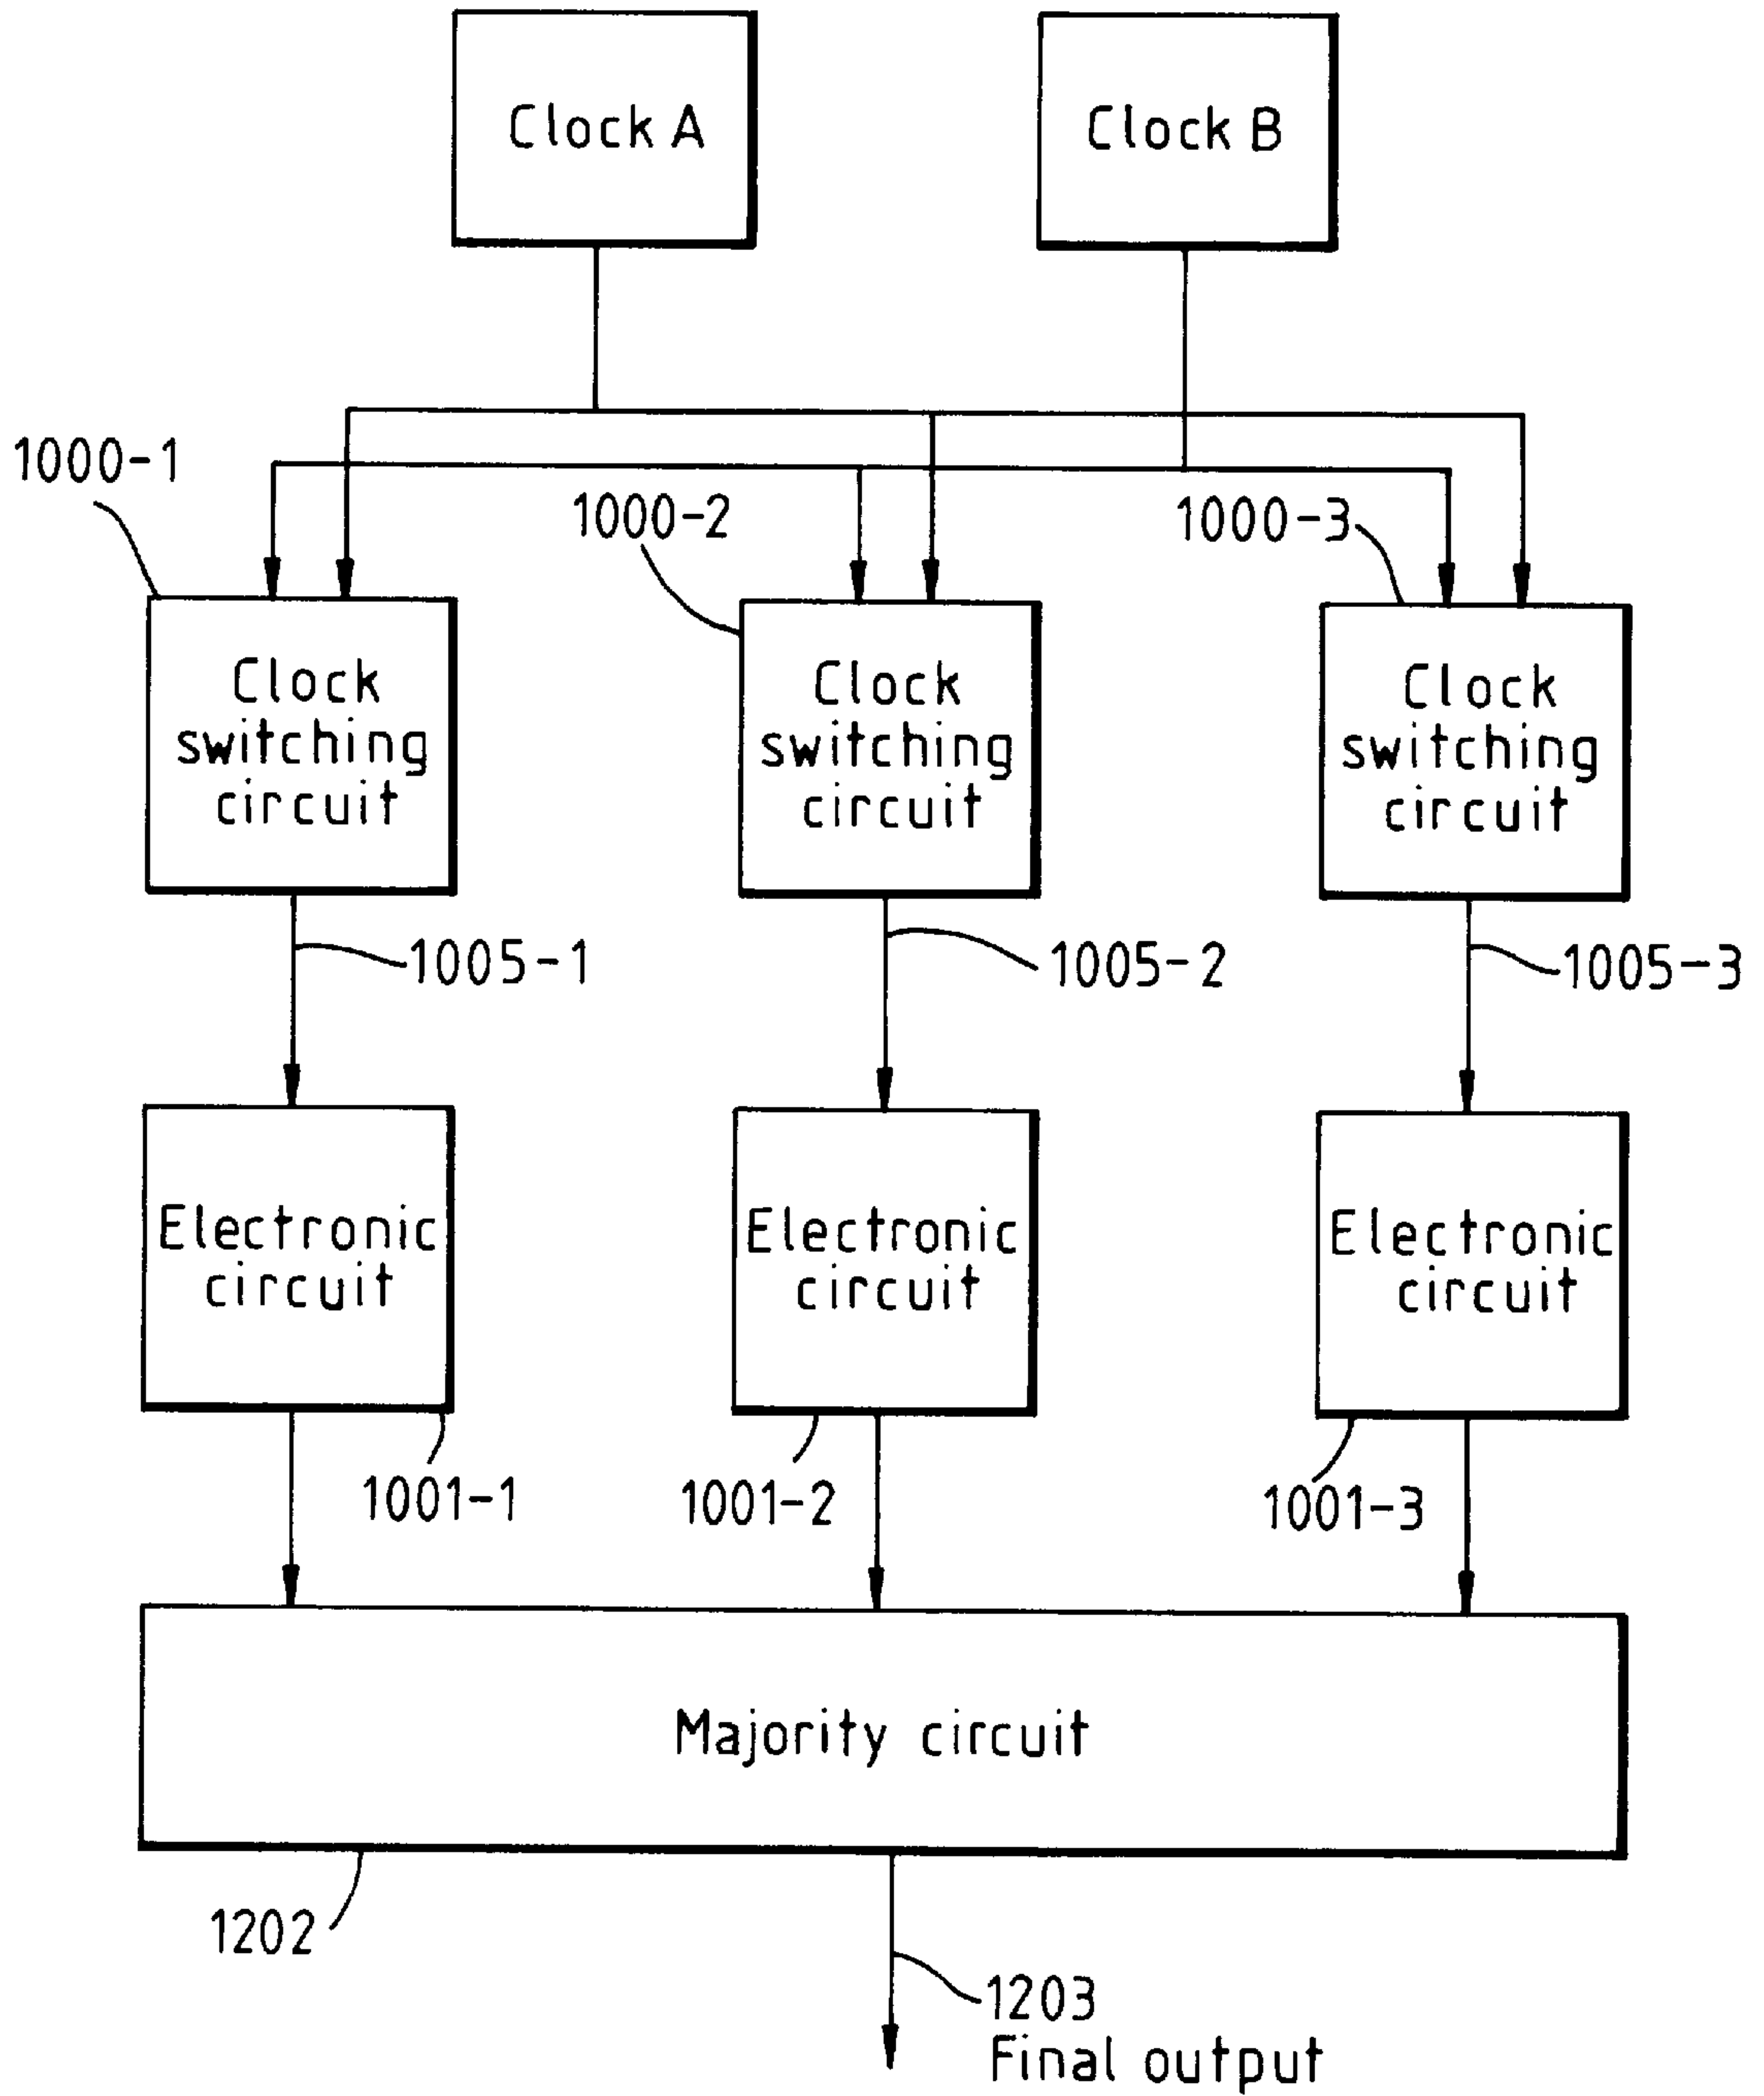 Clock A
Clock B
1000-1
1000-2
1000-3
Clock
switching
circuit
Clock
switching
circuit
Clock
switching
circuit
1005-1
1005-2
1005-3
Electronic
circuit
Electronic
circuit
Electronic
circuit
1001-1
1001-2
1001-3
Majority circuit
1202
1203
Final output